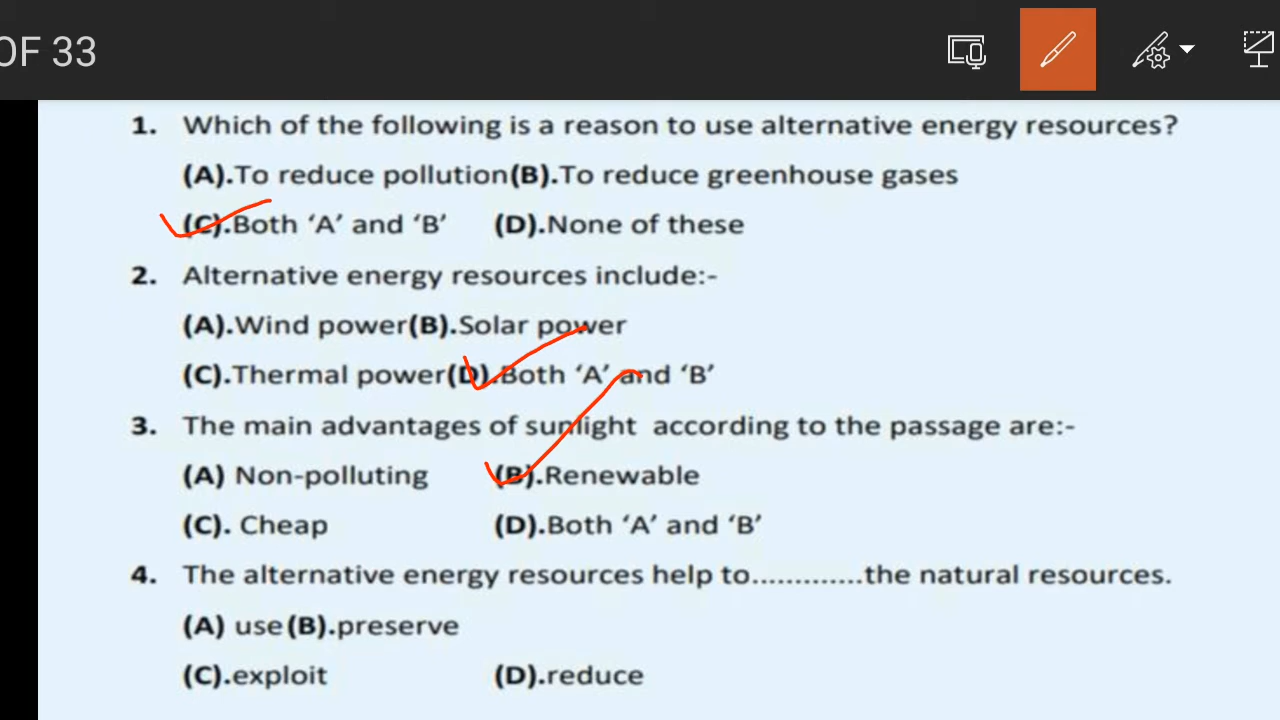 OF 33
1. Which of the following is a reason to use alternative energy resources?
(A).To reduce pollution(B).To reduce greenhouse gases
(C).Both ‘A’ and ‘B’ (D).None of these
2. Alternative energy resources include:-
(A).Wind power(B).Solar power
(C).Thermal power(D).Both ‘A’ and ‘B’
3. The main advantages of sunlight according to the passage are:-
(A) Non-polluting (B).Renewable
(C). Cheap (D).Both ‘A’ and ‘B’
4. The alternative energy resources help to.............the natural resources.
(A) use(B).preserve
(C).exploit (D).reduce